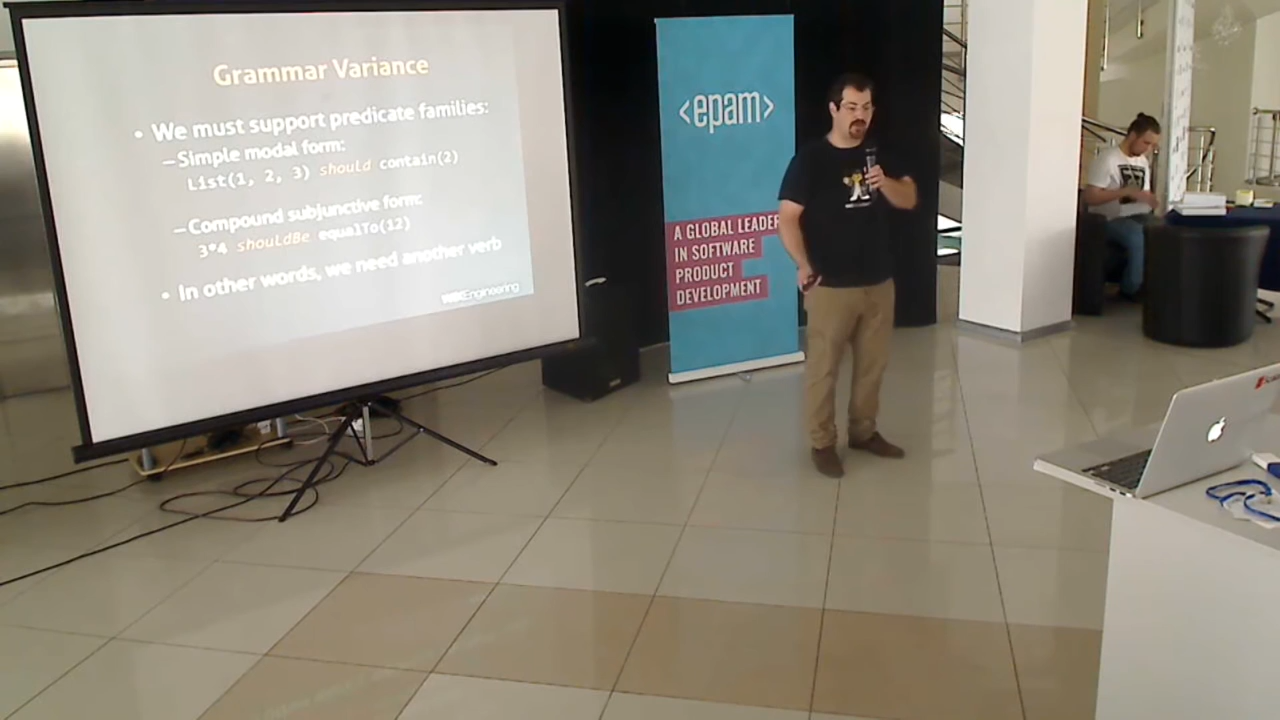 Grammar Variance
• We must support predicate families:
– Simple modal form:
List(1, 2, 3) should contain(2)
– Compound subjunctive form:
3*4 shouldBe equalTo(12)
• In other words, we need another verb
WIXEngineering
<epam>
A GLOBAL LEADER
IN SOFTWARE
PRODUCT
DEVELOPMENT